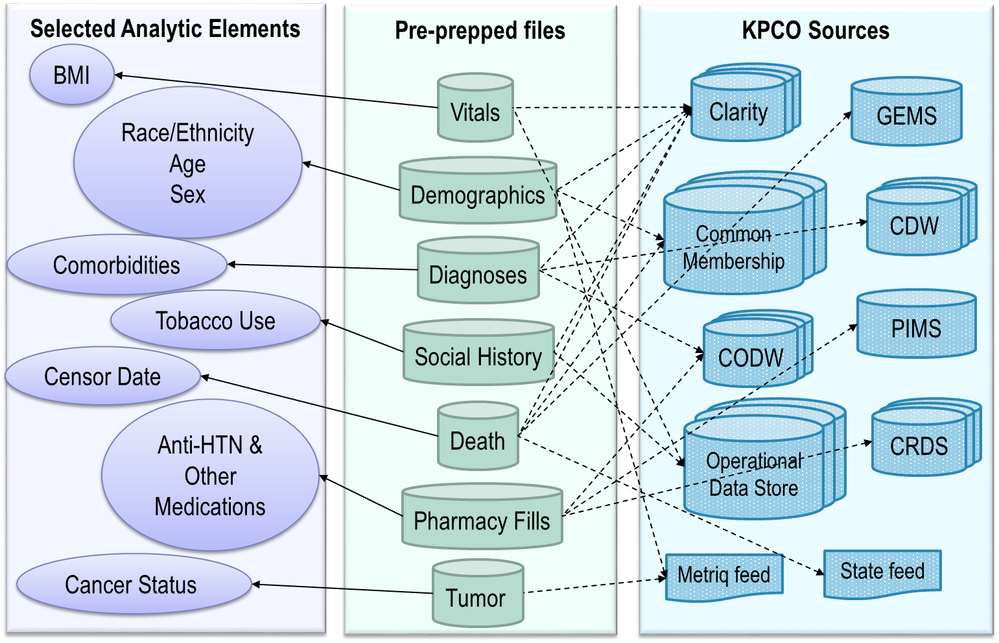 Selected Analytic Elements
BMI
Race/Ethnicity
Age
Sex
Comorbidities
Tobacco Use
Censor Date
Anti-HTN &
Other
Medications
Cancer Status
Pre-prepped files
Vitals
Demographics
Diagnoses
Social History
Death
Pharmacy Fills
Tumor
KPCO Sources
Clarity
GEMS
Common
Membership
CDW
CODW
PIMS
Operational
Data Store
CRDS
Metriq feed
State feed